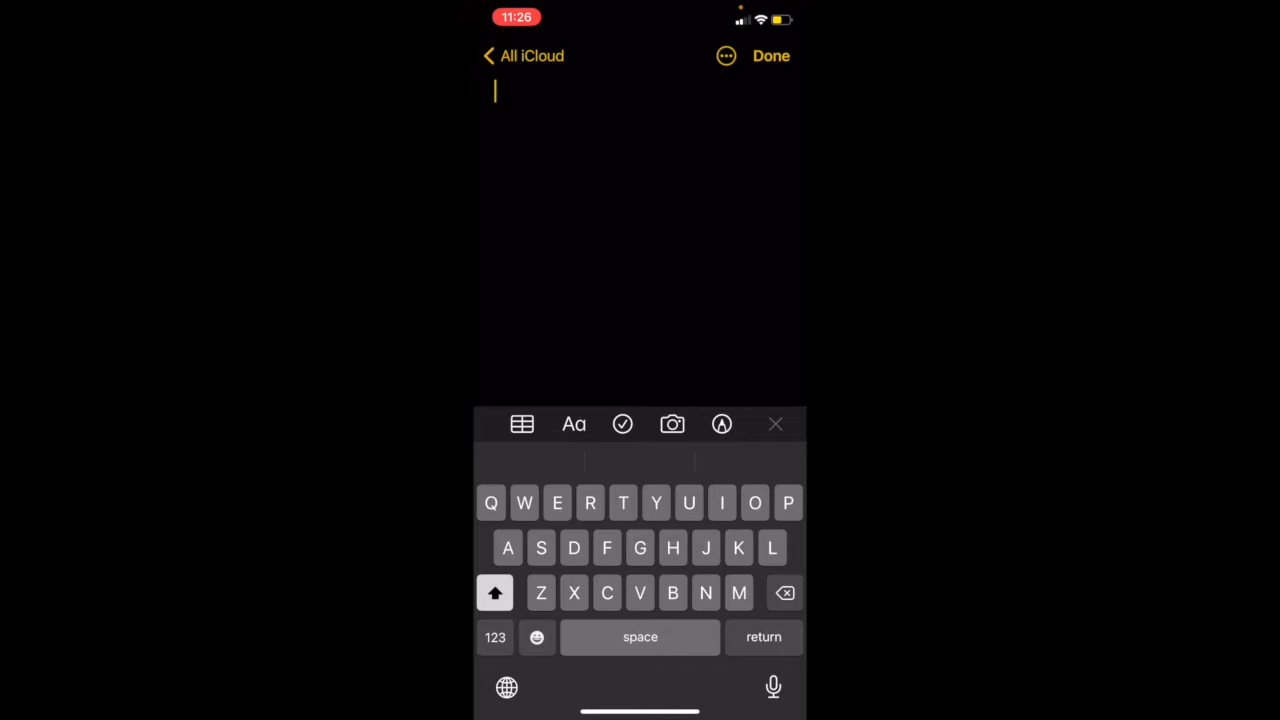 11:26
All iCloud
Done
Aa
Q W E R T Y U I O P
A S D F G H J K L
Z X C V B N M
123 space return